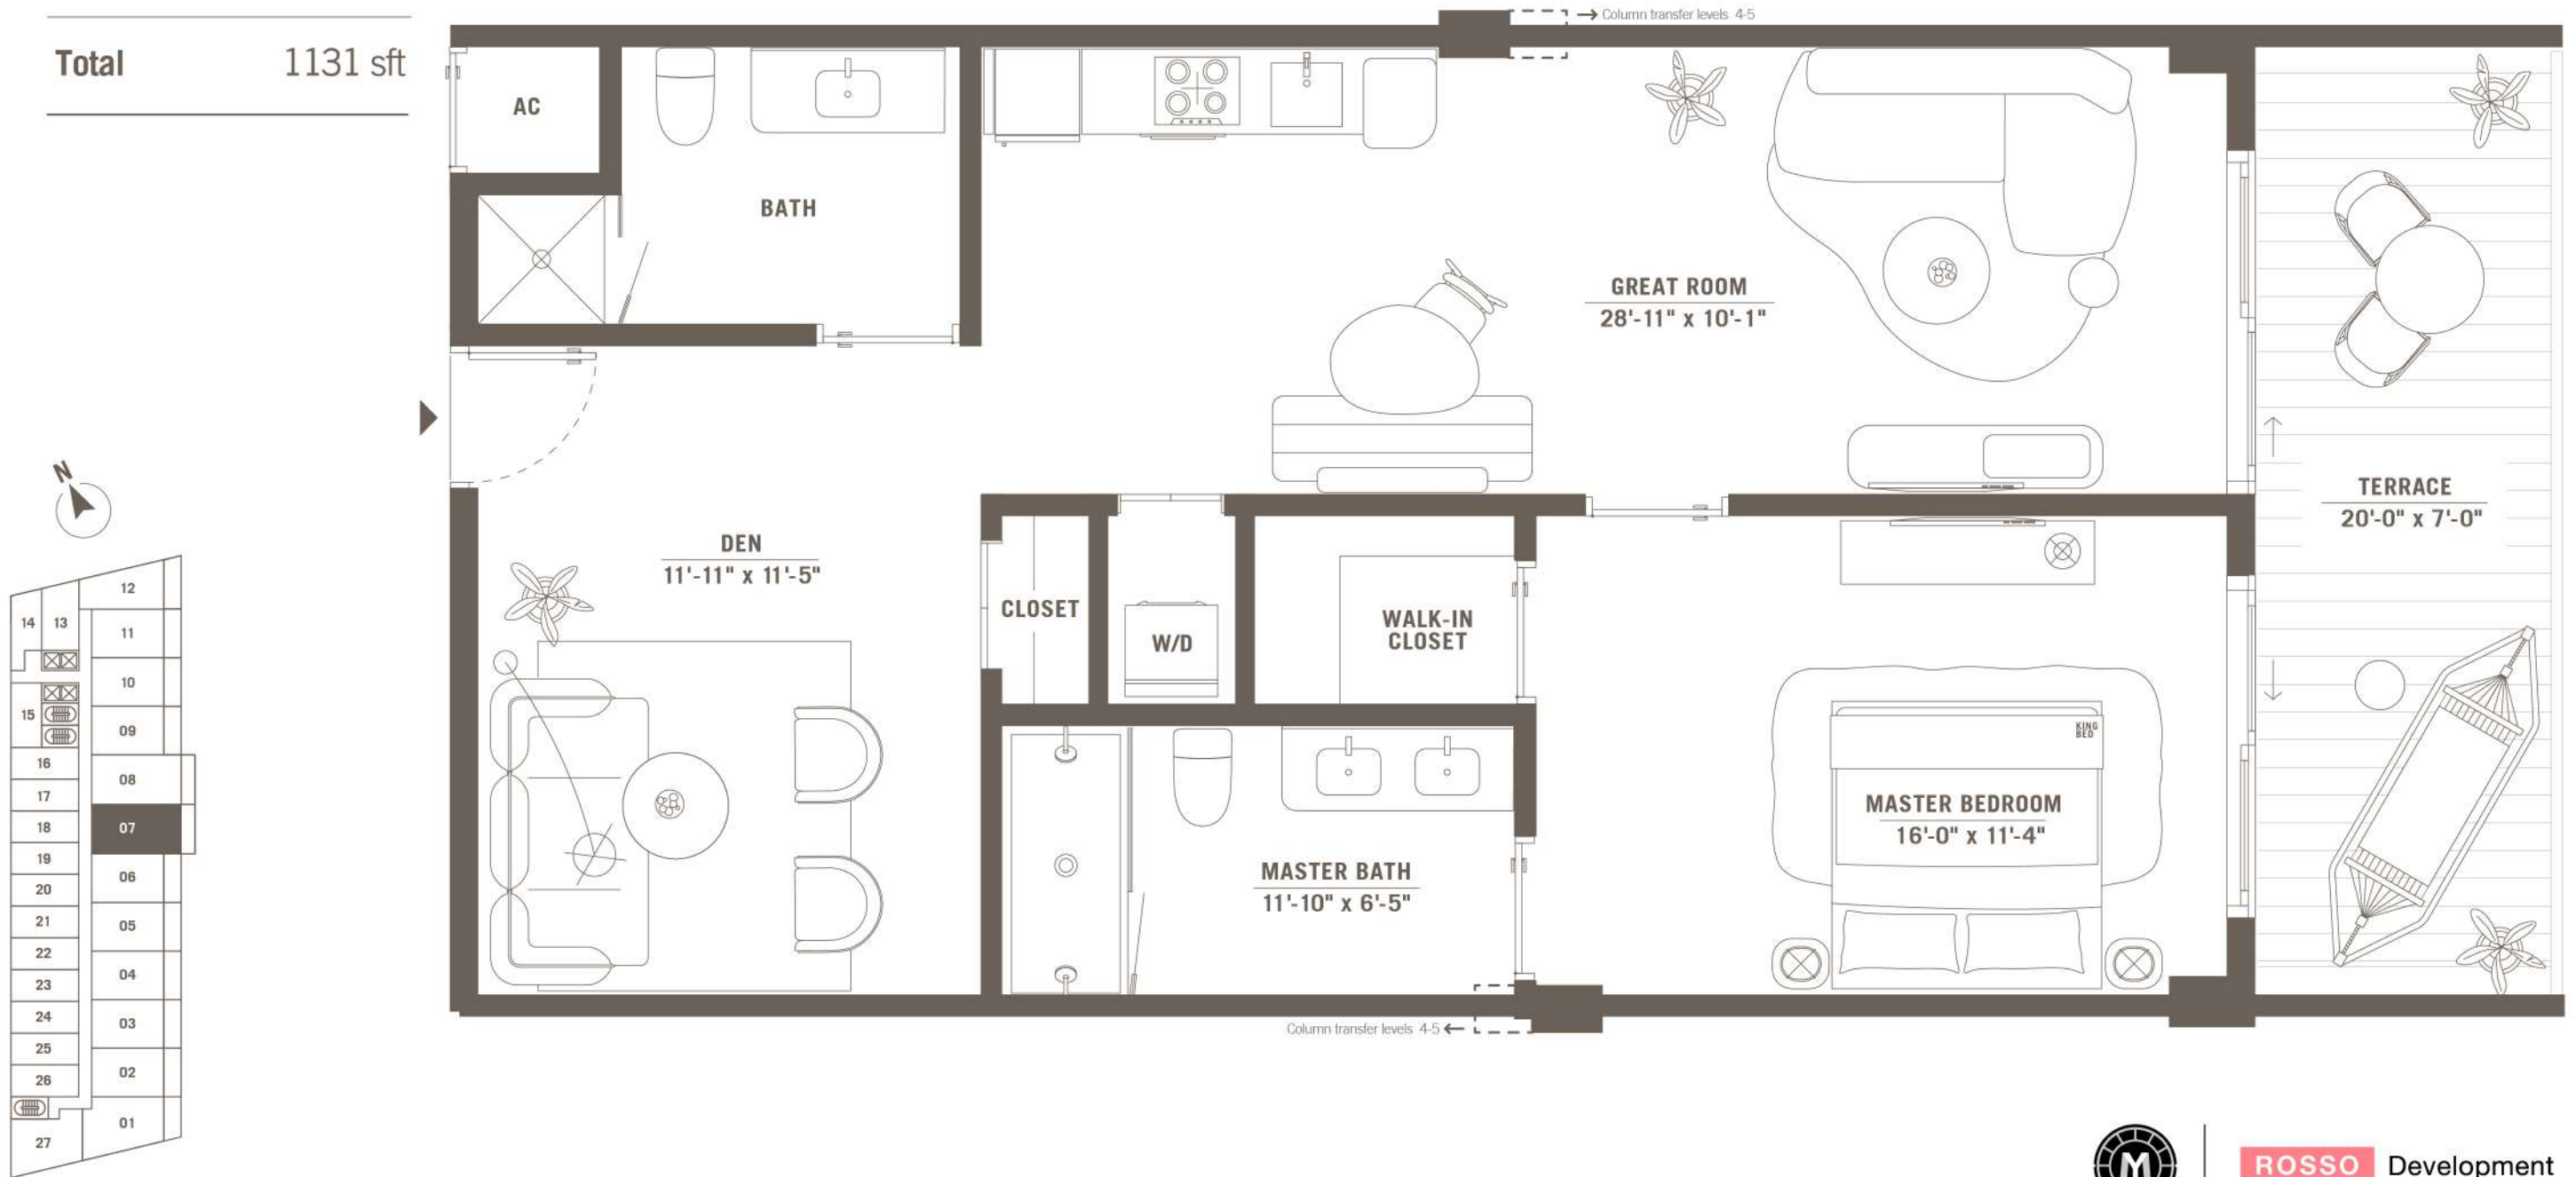 Column transfer levels 4-5
Total 1131 sft
AC
BATH
GREAT ROOM
28'-11" x 10'-1"
N
TERRACE
20'-0" x 7'-0"
DEN
11'-11" x 11'-5"
CLOSET
W/D
WALK-IN
CLOSET
KING
BED
MASTER BEDROOM
16'-0" x 11'-4"
MASTER BATH
11'-10" x 6'-5"
Column transfer levels 4-5
12
14 13
11
10
15
09
16
08
17
18
07
19
06
20
21
05
22
04
23
24
03
25
02
26
01
27
M
ROSSO Development